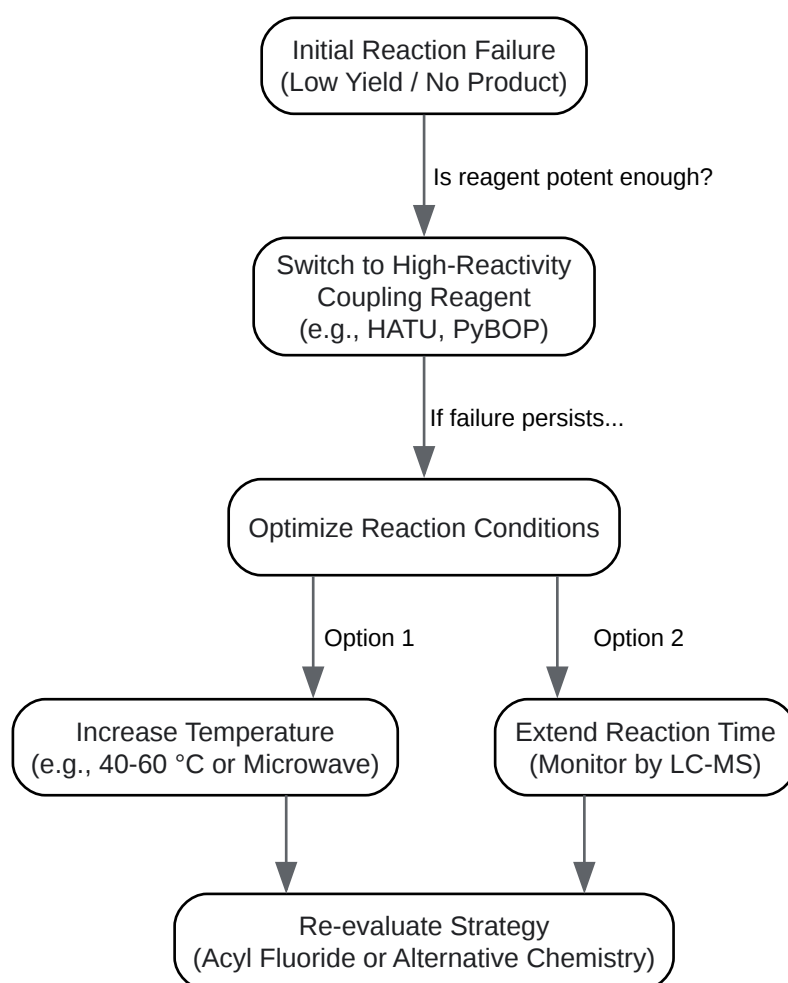 Initial Reaction Failure
(Low Yield / No Product)
Is reagent potent enough?
Switch to High-Reactivity
Coupling Reagent
(e.g., HATU, PyBOP)
If failure persists...
Optimize Reaction Conditions
Option 1
Option 2
Increase Temperature
(e.g., 40-60 °C or Microwave)
Extend Reaction Time
(Monitor by LC-MS)
Re-evaluate Strategy
(Acyl Fluoride or Alternative Chemistry)